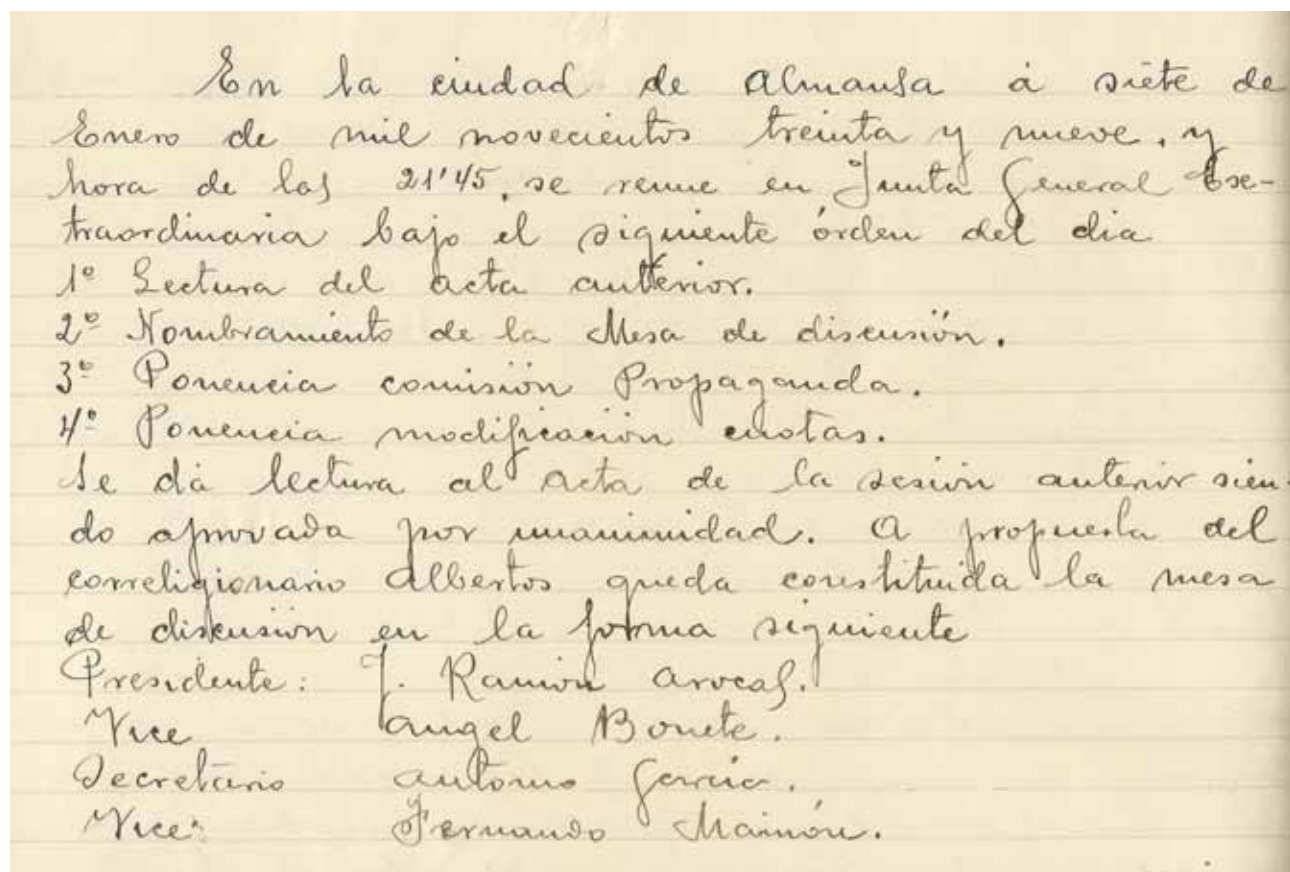 En la ciudad de Almansa á siete de
Enero de mil novecientos treinta y nueve, y
hora de las 21'45, se reune en Junta General Ex-
traordinaria bajo el siguiente órden del dia
1º Lectura del acta antterior.
2º Nombramiento de la Mesa de discusión.
3º Ponencia comisión Propaganda.
4º Ponencia modificación cuotas.
Se dá lectura al acta de la sesión anterior sien-
do aprovada por unanimidad. A propuesta del
correligionario Albertos queda constituida la mesa
de discusion en la forma siguiente
Presidente: J. Ramón Arocas.
Vice Angel Bonete.
Secretario Antonio García.
Vice: Fernando Maimón.